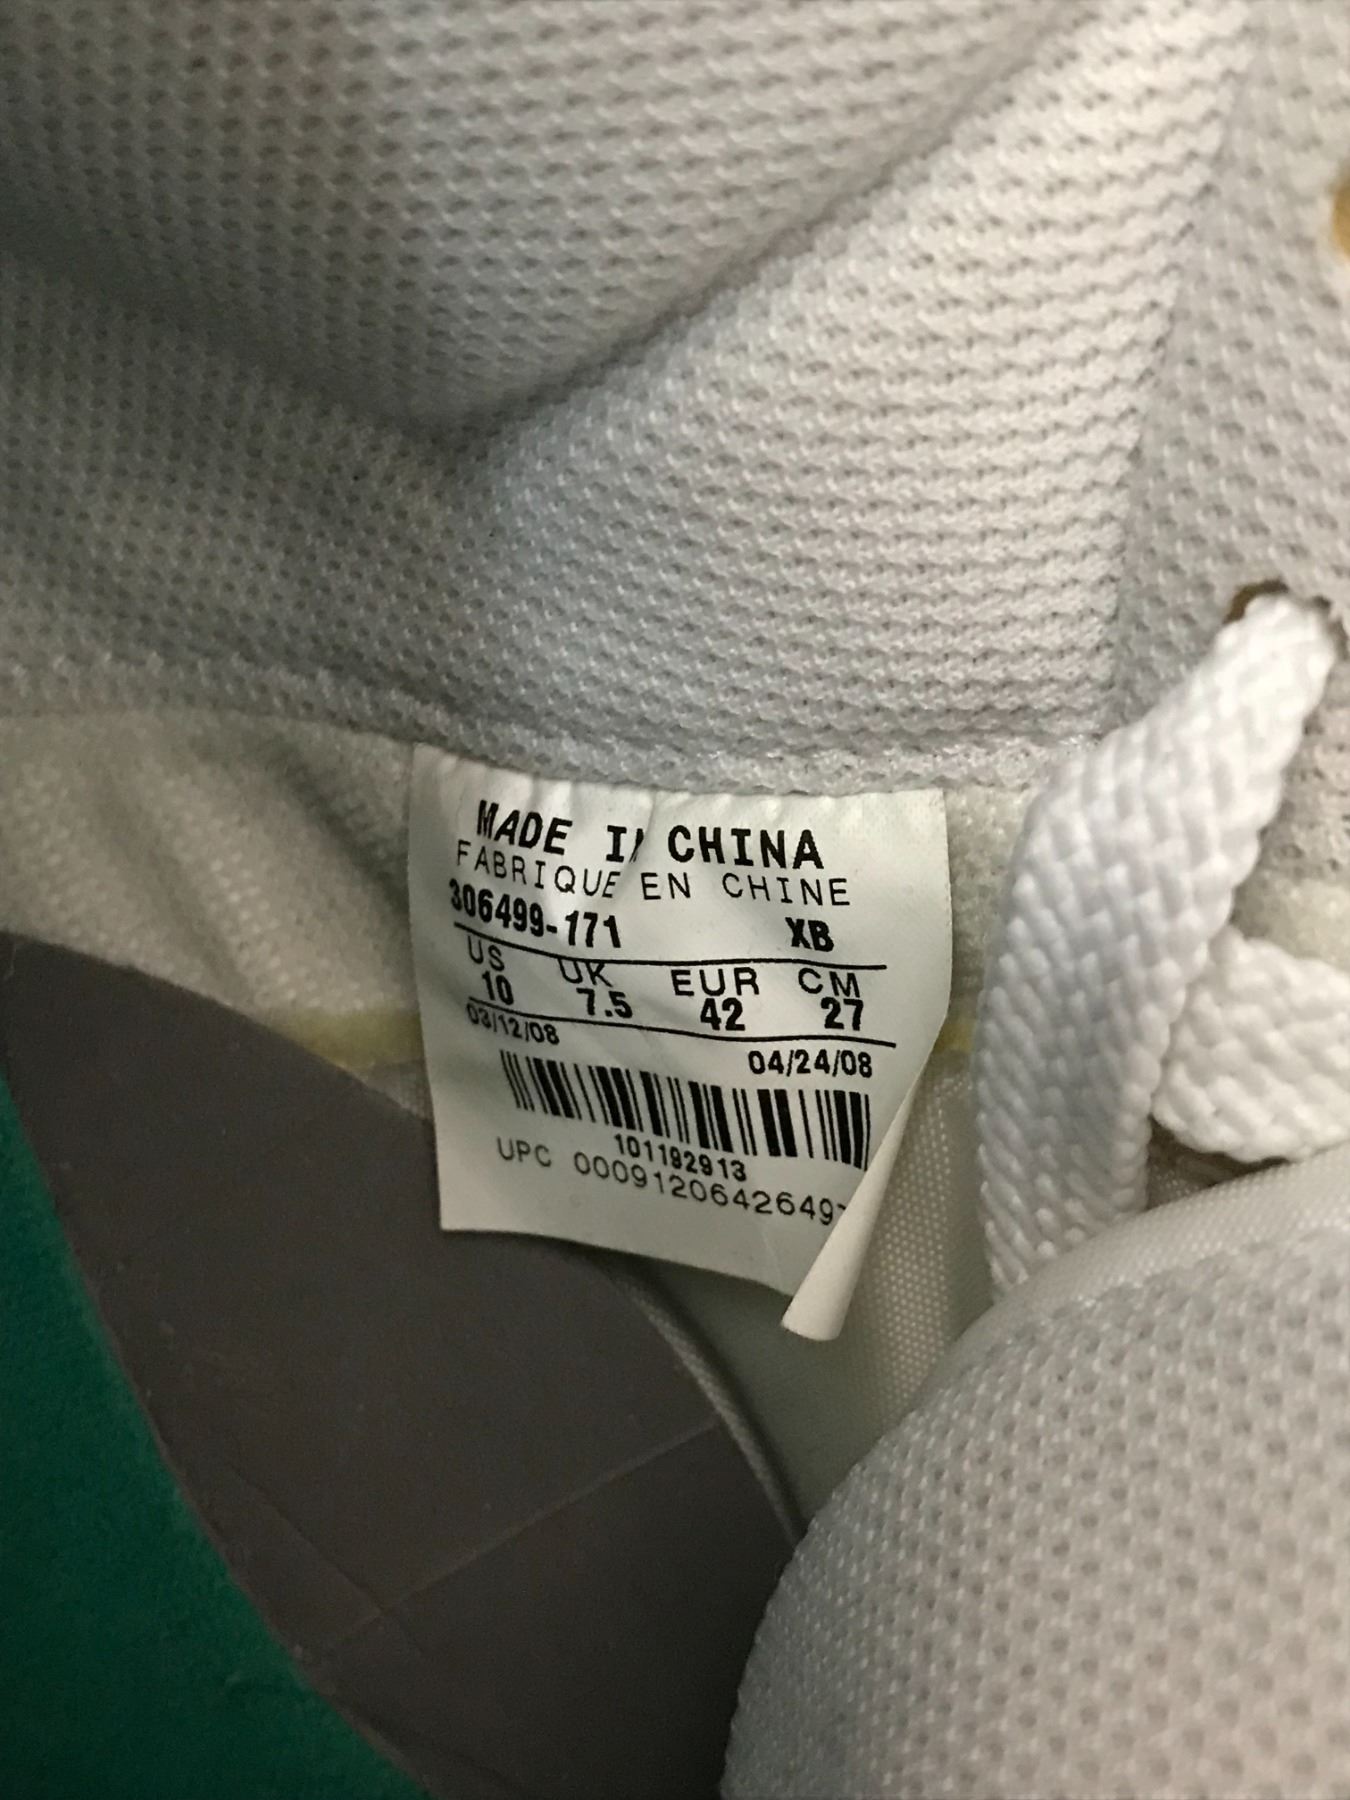 MADE IN CHINA
FABRIQUE EN CHINE
306499-171 XB
US UK EUR CM
10 7.5 42 27
03/12/08
04/24/08
101192913
UPC 0009120642649